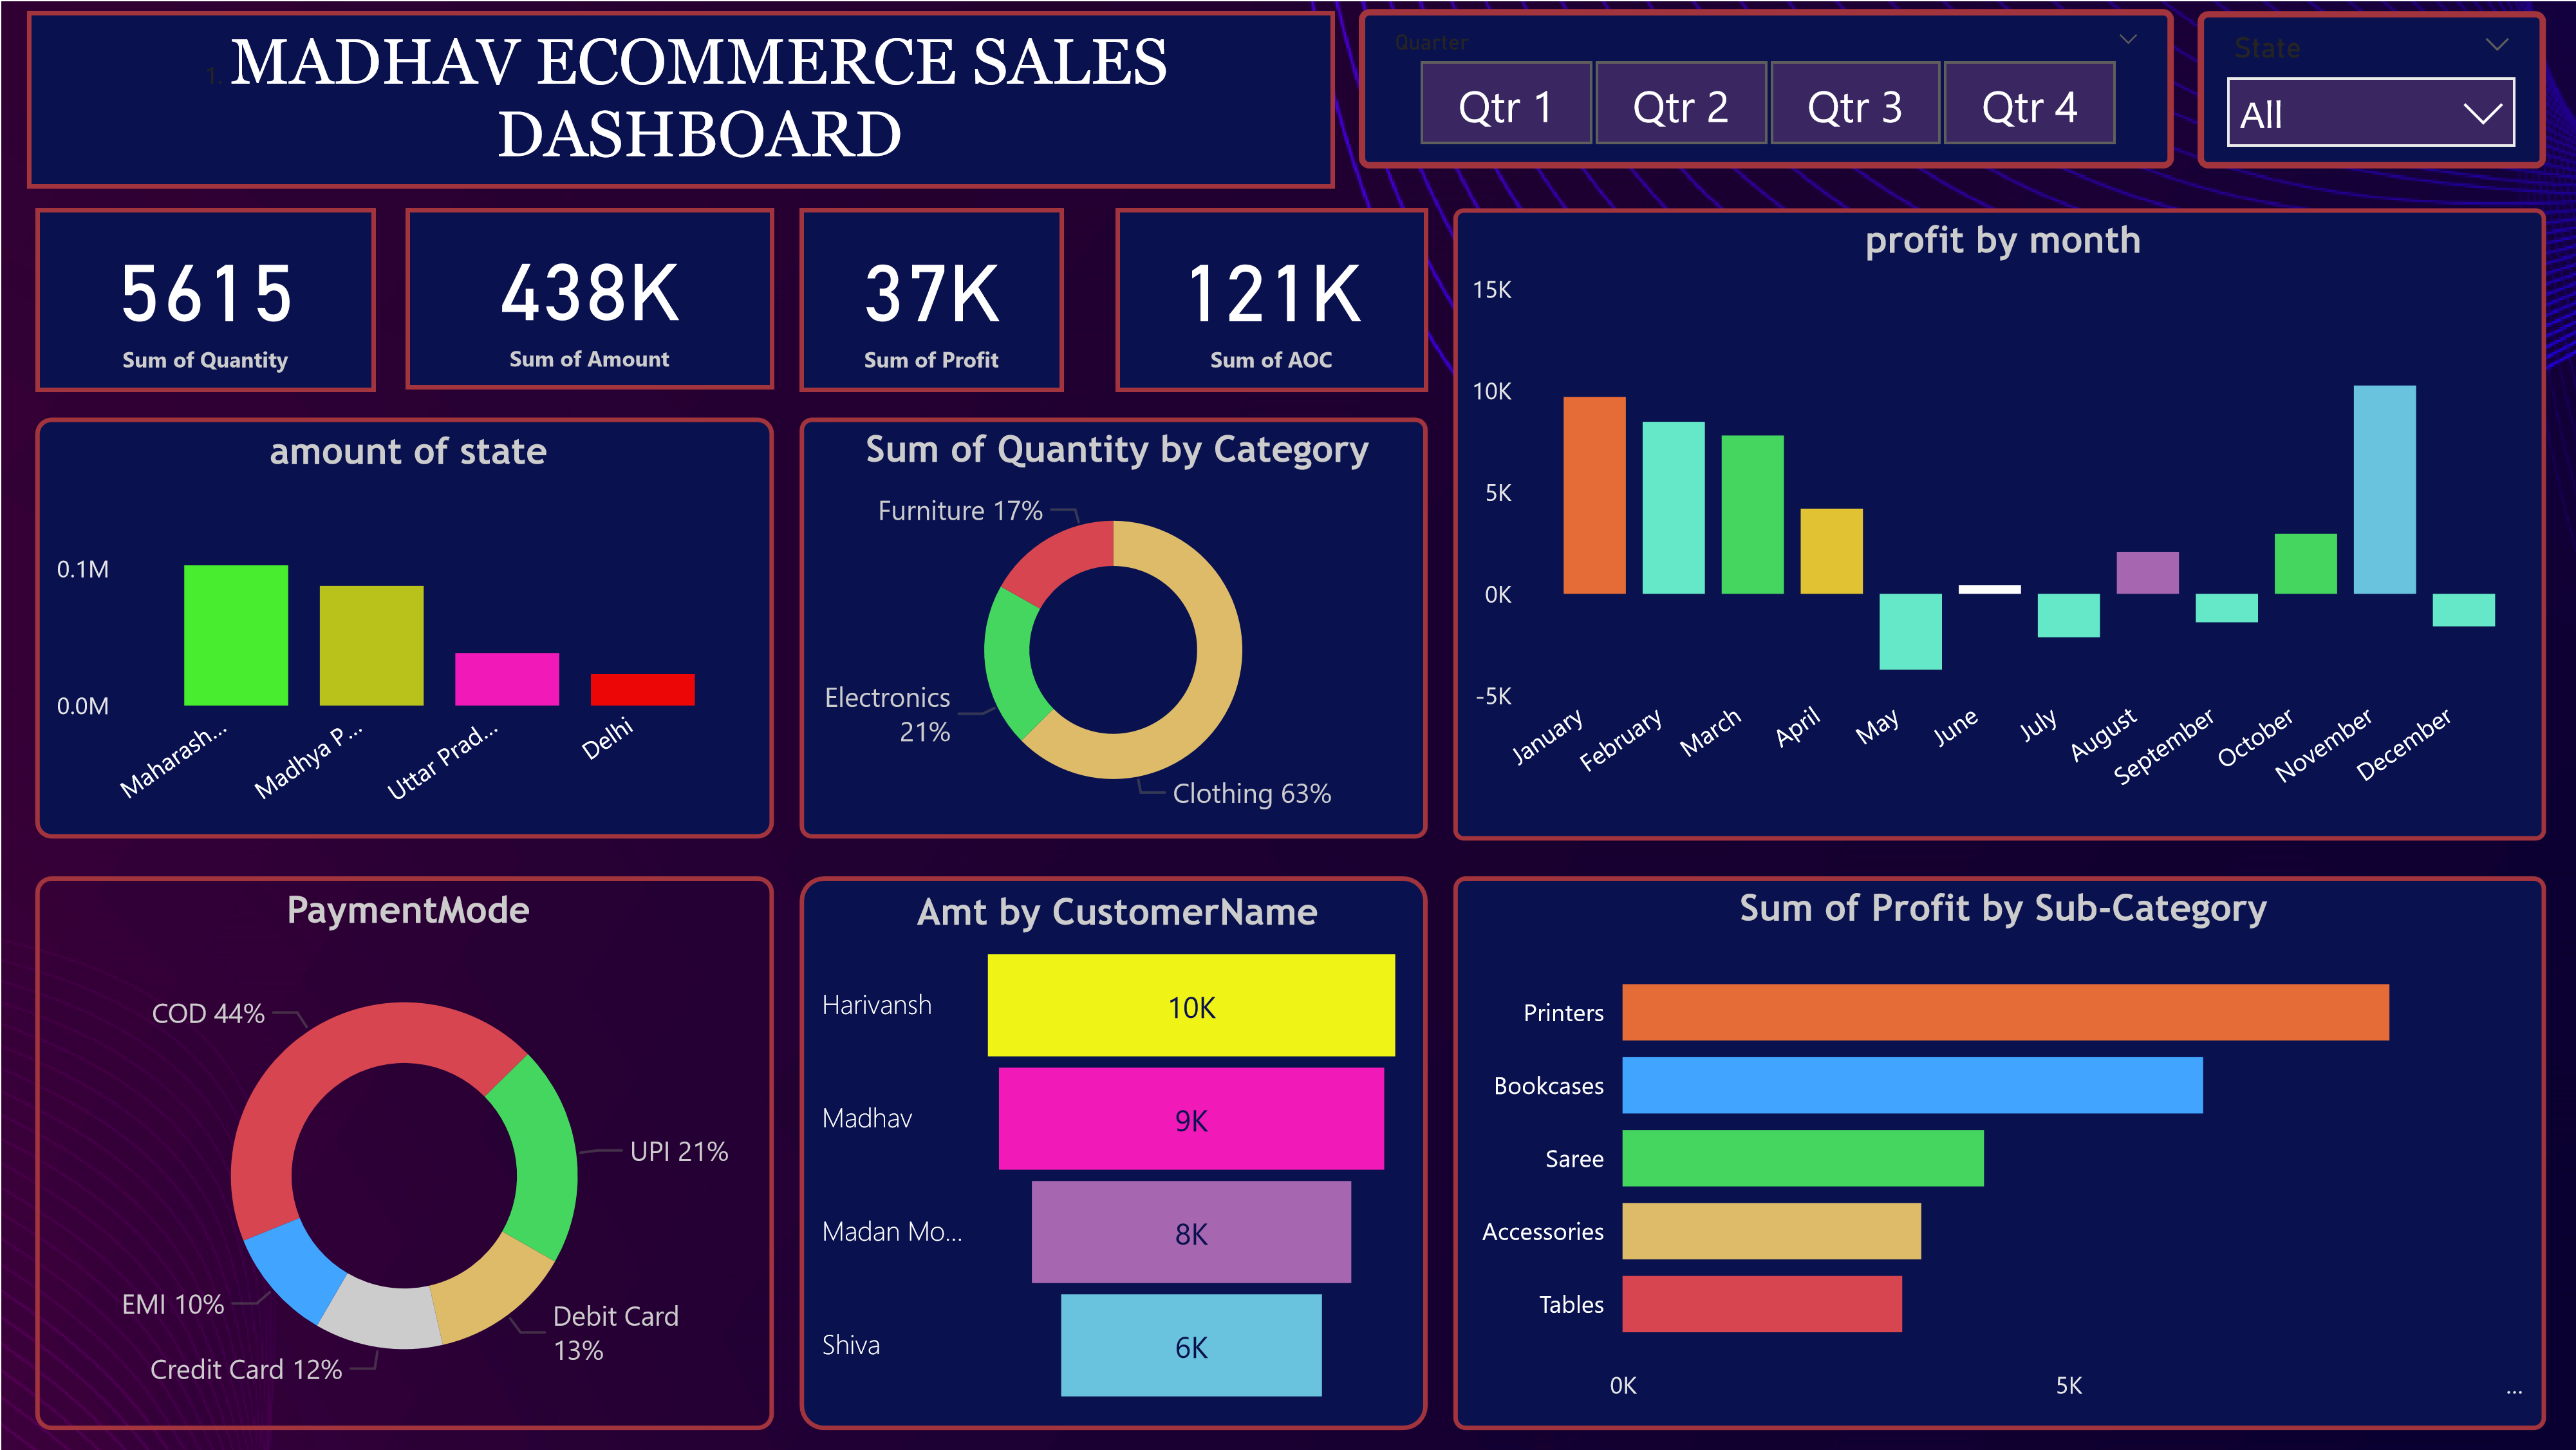 1. MADHAV ECOMMERCE SALES
DASHBOARD
Quarter
Qtr 1 Qtr 2 Qtr 3 Qtr 4
State
All
5615
Sum of Quantity
438K
Sum of Amount
37K
Sum of Profit
121K
Sum of AOC
profit by month
15K
10K
5K
0K
-5K
January February March April May June July August September October November December
amount of state
0.1M
0.0M
Maharash... Madhya P... Uttar Prad... Delhi
Sum of Quantity by Category
Furniture 17%
Electronics
21%
Clothing 63%
PaymentMode
COD 44%
UPI 21%
EMI 10%
Debit Card
13%
Credit Card 12%
Amt by CustomerName
Harivansh 10K
Madhav 9K
Madan Mo... 8K
Shiva 6K
Sum of Profit by Sub-Category
Printers
Bookcases
Saree
Accessories
Tables
0K 5K ...